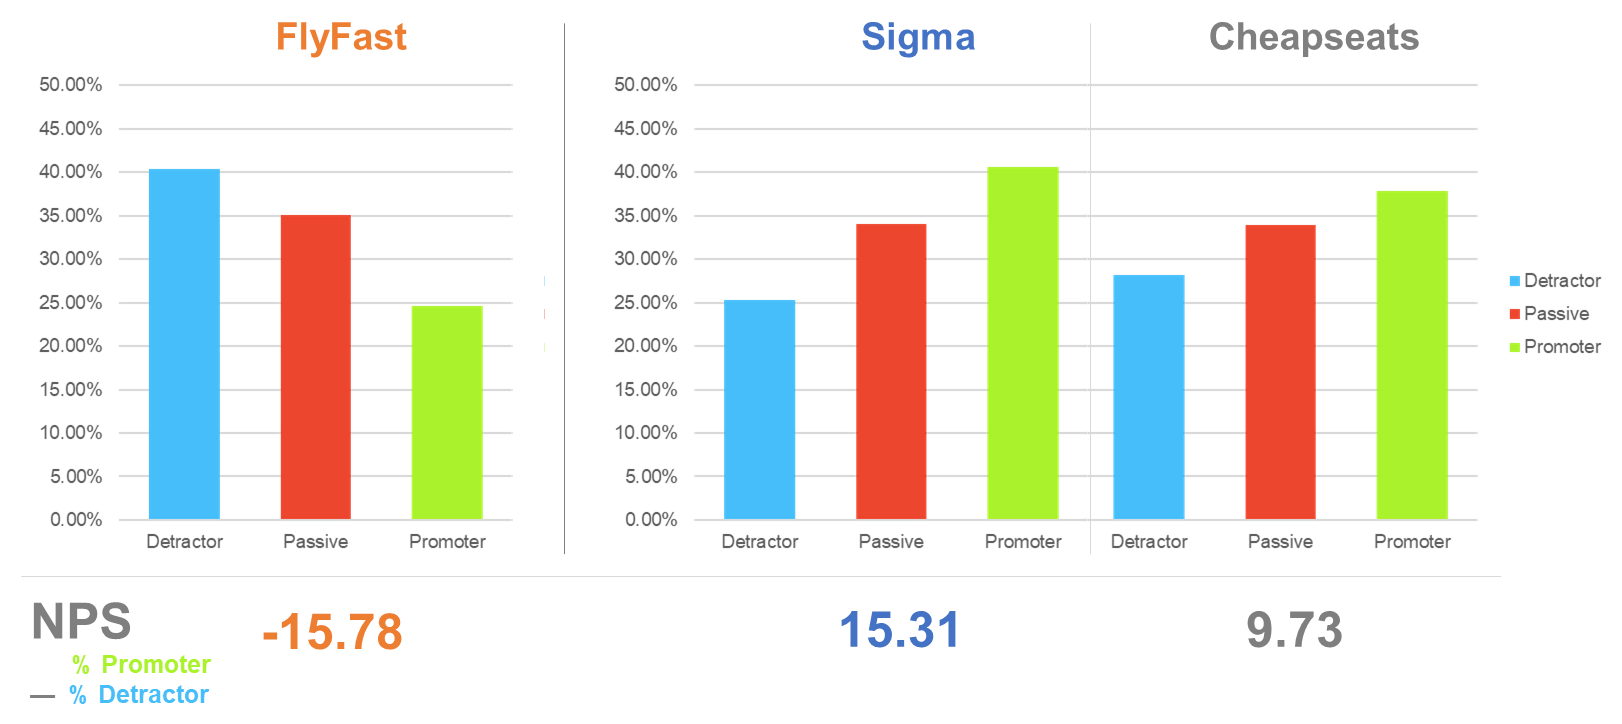 FlyFast
Sigma
Cheapseats
50.00%
45.00%
40.00%
35.00%
30.00%
25.00%
20.00%
15.00%
10.00%
5.00%
0.00%
Detractor Passive Promoter
50.00%
45.00%
40.00%
35.00%
30.00%
25.00%
20.00%
15.00%
10.00%
5.00%
0.00%
Detractor Passive Promoter
Detractor Passive Promoter
Detractor
Passive
Promoter
NPS
% Promoter
— % Detractor
-15.78
15.31
9.73